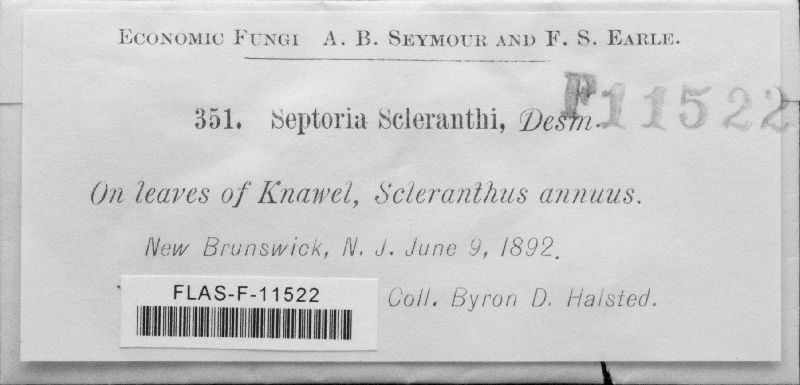 ECONOMIC FUNGI A. B. SEYMOUR AND F. S. EARLE.
F11522
351. Septoria Scleranthi, Desm.
On leaves of Knawel, Scleranthus annuus.
New Brunswick, N. J. June 9, 1892.
FLAS-F-11522
Coll. Byron D. Halsted.